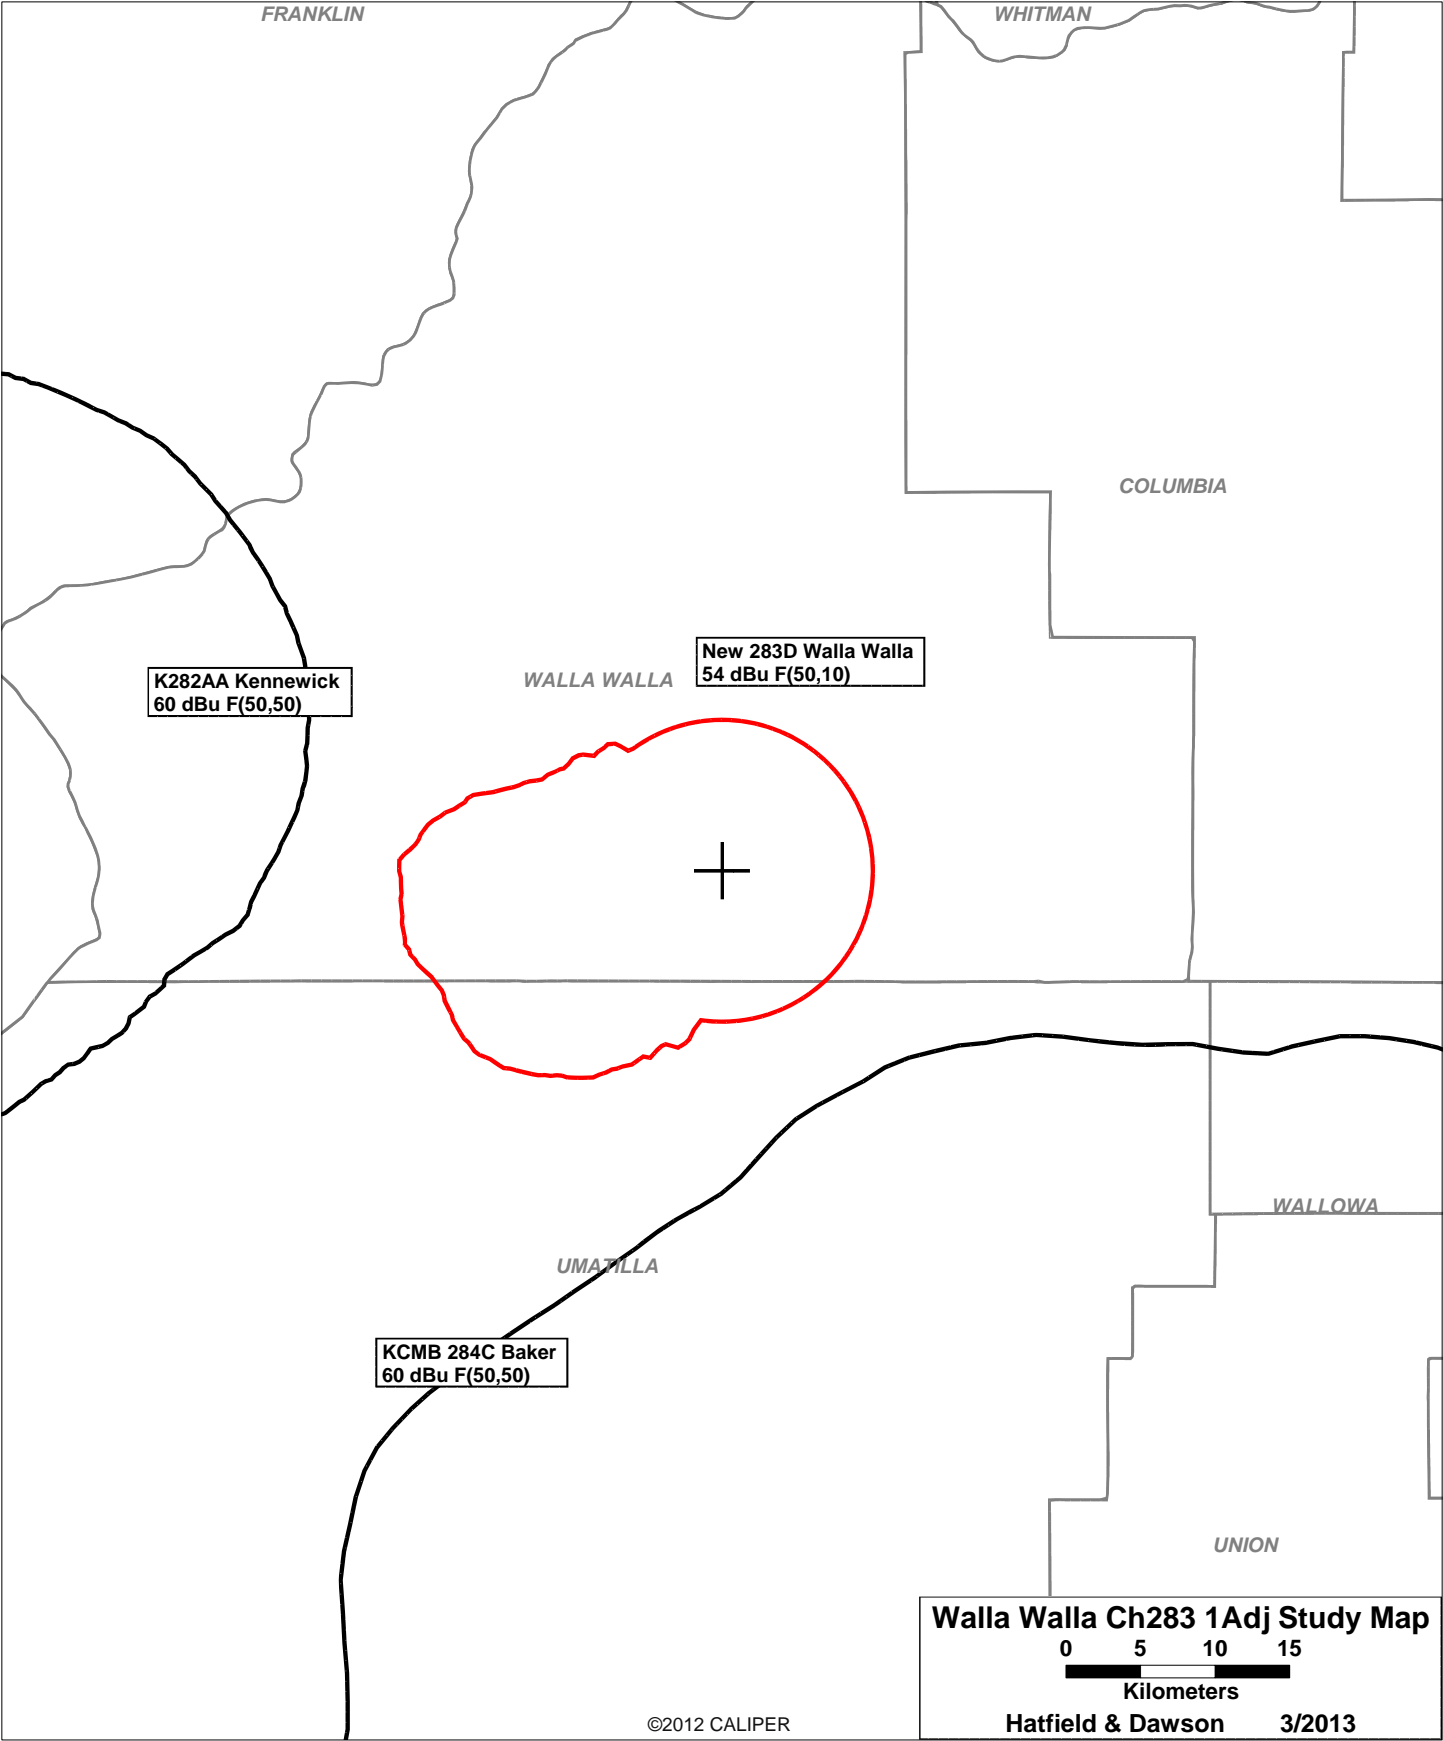 FRANKLIN
WHITMAN
COLUMBIA
New 283D Walla Walla
54 dBu F(50,10)
K282AA Kennewick
60 dBu F(50,50)
WALLA WALLA
WALLOWA
UMATILLA
KCMB 284C Baker
60 dBu F(50,50)
UNION
Walla Walla Ch283 1Adj Study Map
0 5 10 15
Kilometers
Hatfield & Dawson 3/2013
©2012 CALIPER